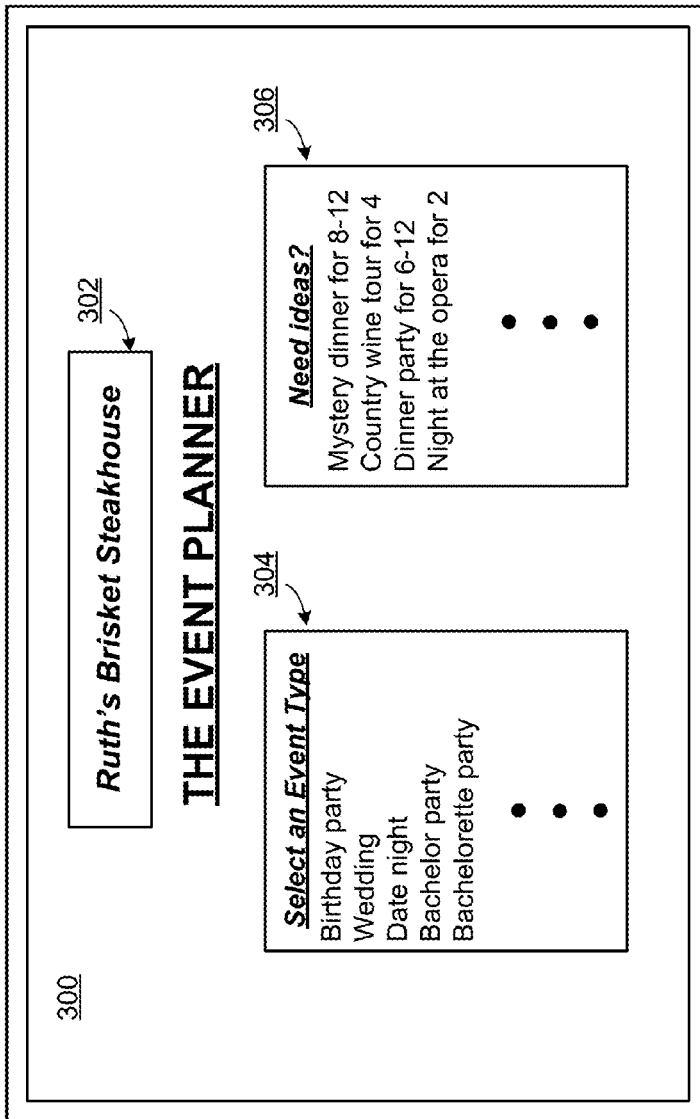 300
302
Ruth's Brisket Steakhouse
THE EVENT PLANNER
304
Select an Event Type
Birthday party
Wedding
Date night
Bachelor party
Bachelorette party
306
Need ideas?
Mystery dinner for 8-12
Country wine tour for 4
Dinner party for 6-12
Night at the opera for 2